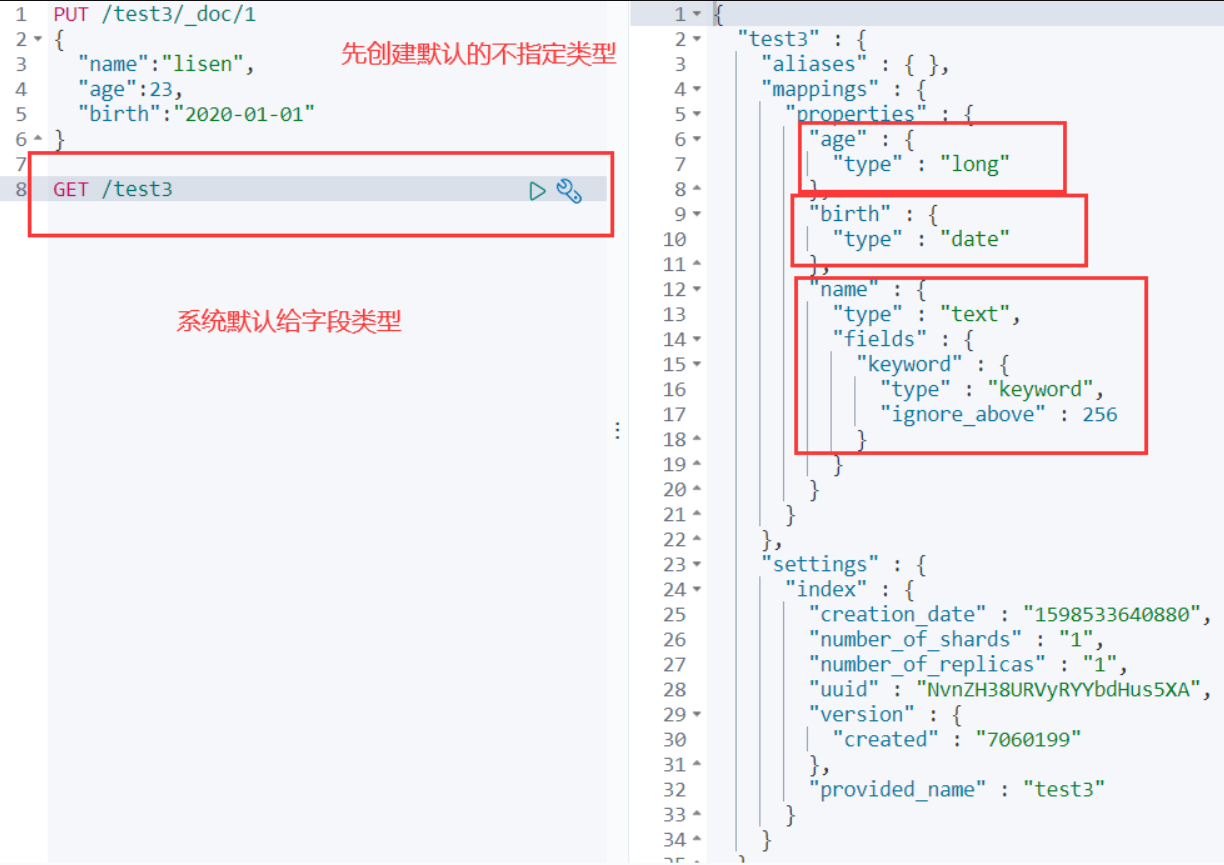 1 PUT /test3/_doc/1
2 {
3 "name":"lisen",
4 "age":23,
5 "birth":"2020-01-01"
6 }
7
8 GET /test3
先创建默认的不指定类型
系统默认给字段类型
1 {
2 "test3" : {
3 "aliases" : { },
4 "mappings" : {
5 "properties" : {
6 "age" : {
7 "type" : "long"
8 },
9 "birth" : {
10 "type" : "date"
11 },
12 "name" : {
13 "type" : "text",
14 "fields" : {
15 "keyword" : {
16 "type" : "keyword",
17 "ignore_above" : 256
18 }
19 }
20 }
21 }
22 },
23 "settings" : {
24 "index" : {
25 "creation_date" : "1598533640880",
26 "number_of_shards" : "1",
27 "number_of_replicas" : "1",
28 "uuid" : "NvnZH38URVyRYYbdHus5XA",
29 "version" : {
30 "created" : "7060199"
31 },
32 "provided_name" : "test3"
33 }
34 }
35 }